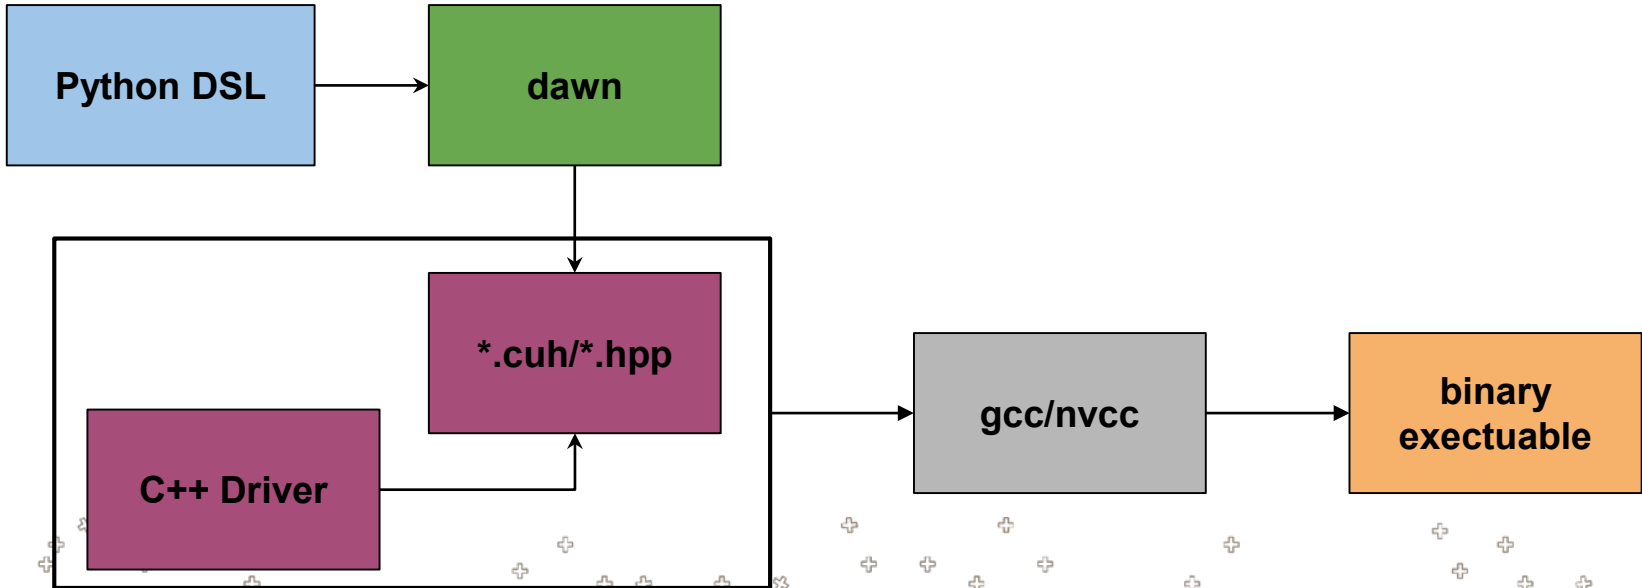 Python DSL
dawn
*.cuh/*.hpp
C++ Driver
gcc/nvcc
binary
exectuable